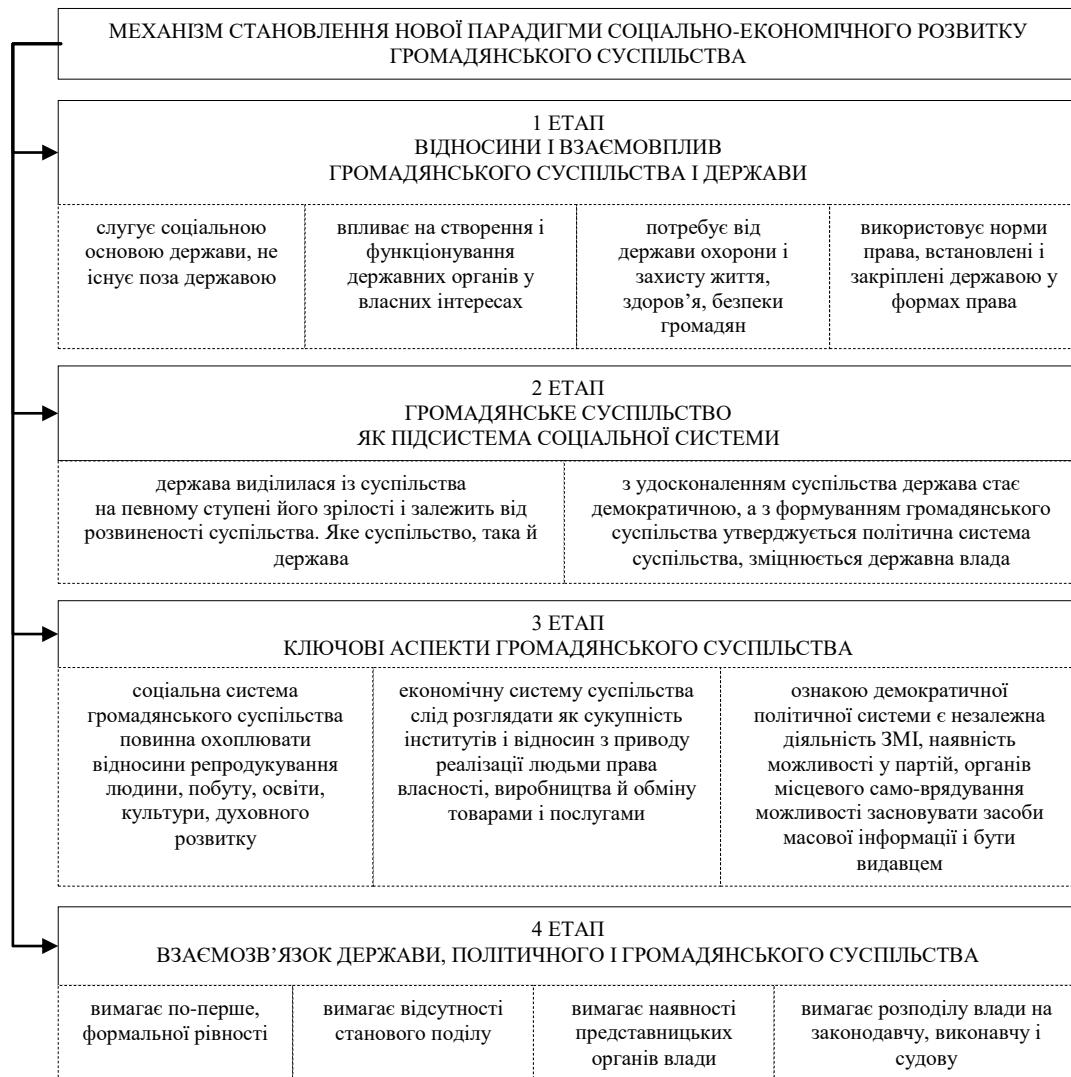 МЕХАНІЗМ СТАНОВЛЕННЯ НОВОЇ ПАРАДИГМИ СОЦІАЛЬНО-ЕКОНОМІЧНОГО РОЗВИТКУ
ГРОМАДЯНСЬКОГО СУСПІЛЬСТВА
1 ЕТАП
ВІДНОСИНИ І ВЗАЄМОВПЛИВ
ГРОМАДЯНСЬКОГО СУСПІЛЬСТВА І ДЕРЖАВИ
слугує соціальною
основою держави, не
існує поза державою
впливає на створення і
функціонування
державних органів у
власних інтересах
потребує від
держави охорони і
захисту життя,
здоров’я, безпеки
громадян
використовує норми
права, встановлені і
закріплені державою у
формах права
2 ЕТАП
ГРОМАДЯНСЬКЕ СУСПІЛЬСТВО
ЯК ПІДСИСТЕМА СОЦІАЛЬНОЇ СИСТЕМИ
держава виділилася із суспільства
на певному ступені його зрілості і залежить від
розвиненості суспільства. Яке суспільство, така й
держава
з удосконаленням суспільства держава стає
демократичною, а з формуванням громадянського
суспільства утверджується політична система
суспільства, зміцнюється державна влада
3 ЕТАП
КЛЮЧОВІ АСПЕКТИ ГРОМАДЯНСЬКОГО СУСПІЛЬСТВА
соціальна система
громадянського суспільства
повинна охоплювати
відносини репродукування
людини, побуту, освіти,
культури, духовного
розвитку
економічну систему суспільства
слід розглядати як сукупність
інститутів і відносин з приводу
реалізації людьми права
власності, виробництва й обміну
товарами і послугами
ознакою демократичної
політичної системи є незалежна
діяльність ЗМІ, наявність
можливості у партій, органів
місцевого само-врядування
можливості засновувати засоби
масової інформації і бути
видавцем
4 ЕТАП
ВЗАЄМОЗВ’ЯЗОК ДЕРЖАВИ, ПОЛІТИЧНОГО І ГРОМАДЯНСЬКОГО СУСПІЛЬСТВА
вимагає по-перше,
формальної рівності
вимагає відсутності
станового поділу
вимагає наявності
представницьких
органів влади
вимагає розподілу влади на
законодавчу, виконавчу і
судову